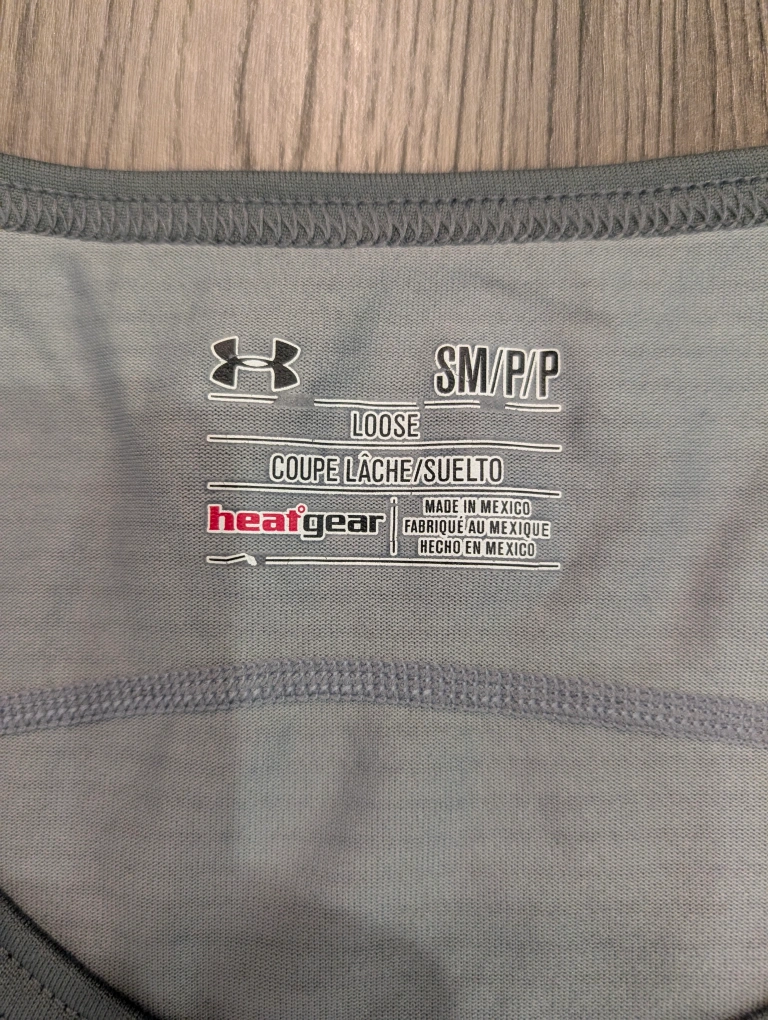 SM/P/P
LOOSE
COUPE LÂCHE/SUELTO
heatgear
MADE IN MEXICO
FABRIQUÉ AU MEXIQUE
HECHO EN MEXICO